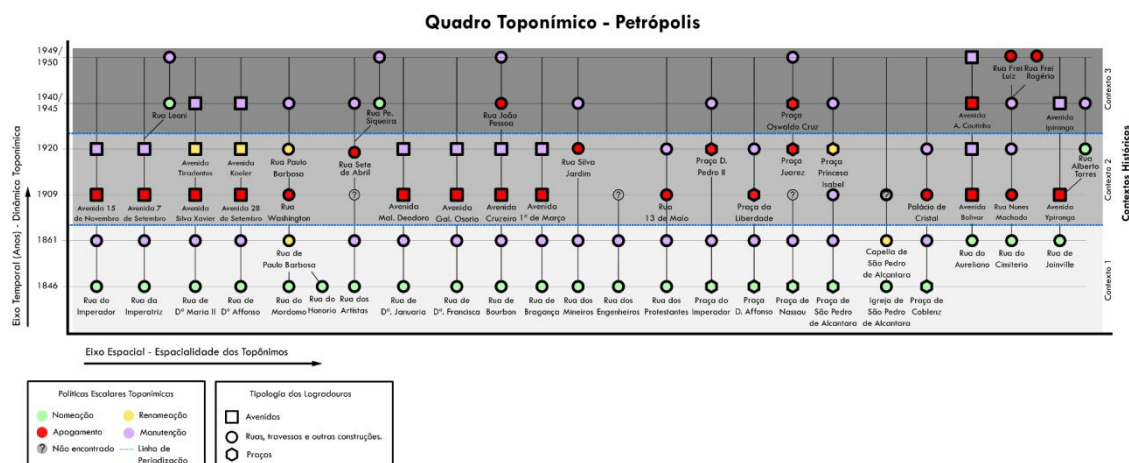 Quadro Toponímico - Petrópolis
Eixo Temporal (Anos) - Dinâmica Toponímica
Contextos Históricos
1949/
1950
Rua Frei
Luiz
Rua Frei
Rogério
Contexto 3
1940/
1945
Rua Leoni
Rua Pe.
Siqueira
Rua João
Pessoa
Praça
Oswaldo Cruz
Avenida
A. Coutinho
Avenida
Ipiranga
1920
Avenida
Tiradentes
Avenida
Koeler
Rua Paulo
Barbosa
Rua Sete
de Abril
Rua Silva
Jardim
Praça D.
Pedro II
Praça
Juarez
Praça
Princesa
Isabel
Rua
Alberto
Torres
Contexto 2
1909
Avenida 15
de Novembro
Avenida 7
de Setembro
Avenida
Silva Xavier
Avenida 28
de Setembro
Rua
Washington
?
Avenida
Mal. Deodoro
Avenida
Gal. Osorio
Avenida
Cruzeiro
Avenida
1º de Março
?
Rua
13 de Maio
Praça da
Liberdade
?
?
Palácio de
Cristal
Avenida
Bolivar
Rua Nunes
Machado
Avenida
Ypiranga
1861
Rua de
Paulo Barbosa
Capella de
São Pedro
de Alcantara
Rua do
Aureliano
Rua do
Cimiterio
Rua de
Joinville
Contexto 1
1846
Rua do
Imperador
Rua da
Imperatriz
Rua de
Dª Maria II
Rua de
Dº Affonso
Rua do
Mordomo
Rua do
Honorio
Rua dos
Artistas
Rua de
Dª. Januaria
Rua de
Dª. Francisca
Rua de
Bourbon
Rua de
Bragança
Rua dos
Mineiros
Rua dos
Engenheiros
Rua dos
Protestantes
Praça do
Imperador
Praça
D. Affonso
Praça de
Nassau
Praça de
São Pedro
de Alcantara
Igreja de
São Pedro de
Alcantara
Praça de
Coblenz
Eixo Espacial - Espacialidade dos Topônimos
Políticas Escalares Toponímicas
Nomeação
Renomeação
Apagamento
Manutenção
? Não encontrado
Linha de
Periodização
Tipologia dos Logradouros
Avenidas
Ruas, travessas e outras construções.
Praças